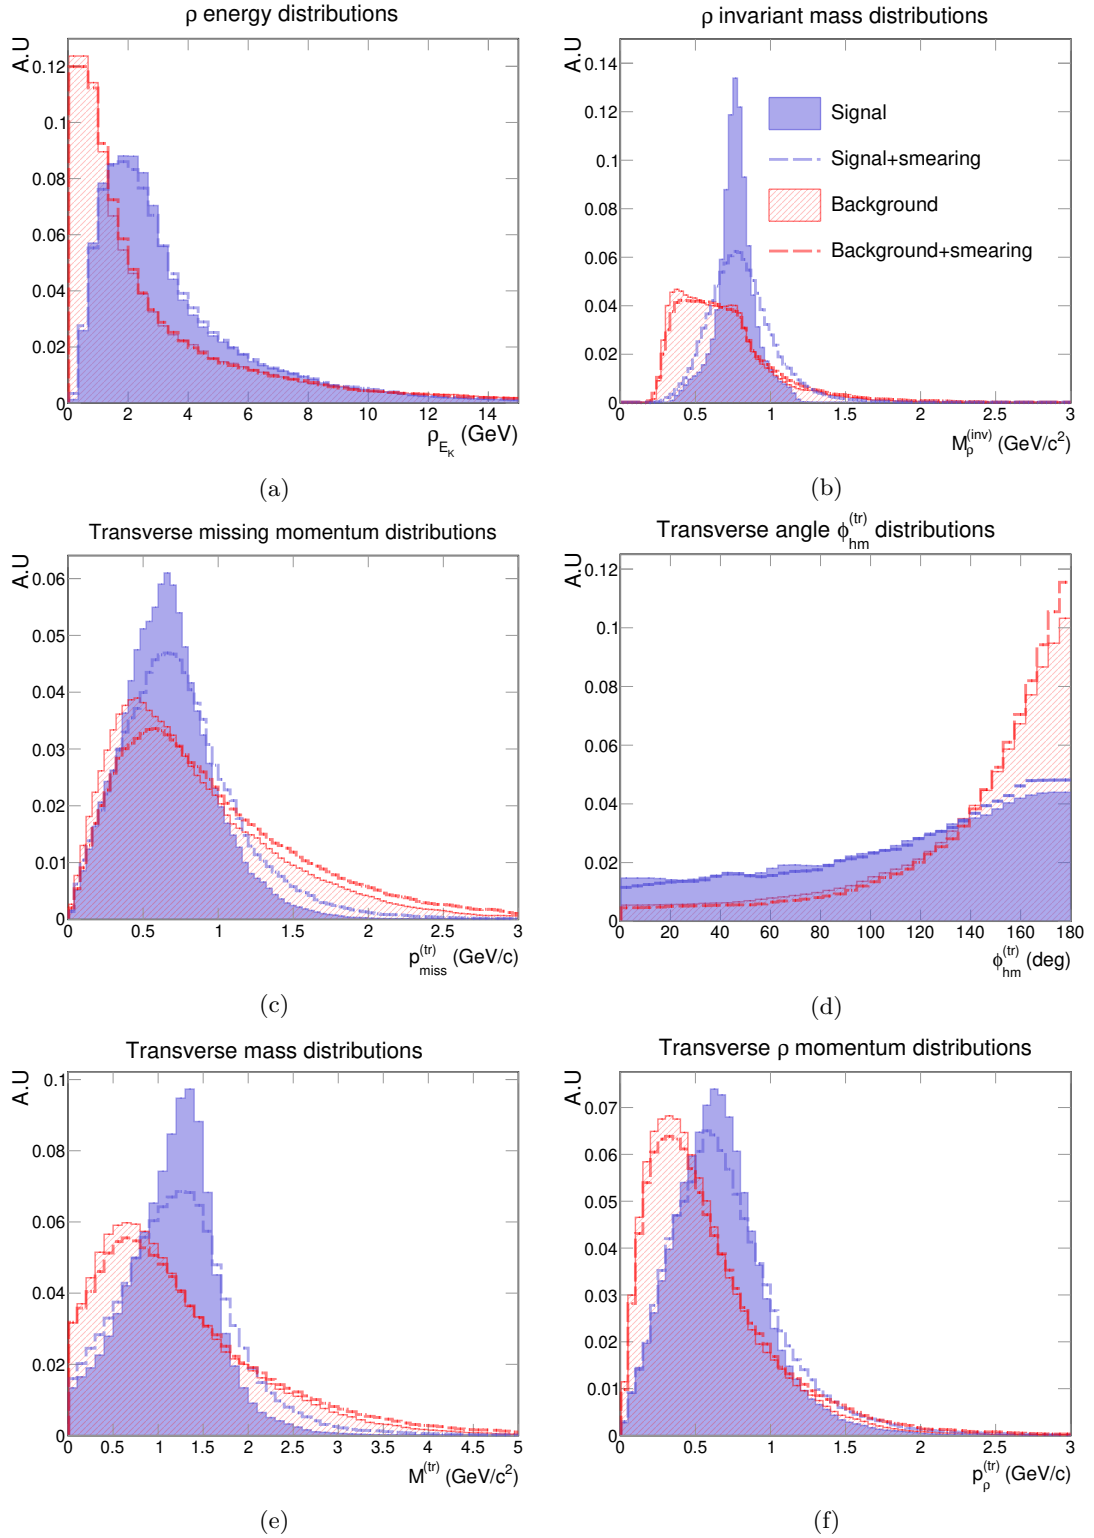 ρ energy distributions
A.U
0.12
0.1
0.08
0.06
0.04
0.02
0
0 2 4 6 8 10 12 14
ρ_{E_K} (GeV)
(a)
ρ invariant mass distributions
A.U
0.14
0.12
0.1
0.08
0.06
0.04
0.02
0
Signal
Signal+smearing
Background
Background+smearing
0 0.5 1 1.5 2 2.5 3
M_ρ^{(inv)} (GeV/c²)
(b)
Transverse missing momentum distributions
A.U
0.06
0.05
0.04
0.03
0.02
0.01
0
0 0.5 1 1.5 2 2.5 3
p_{miss}^{(tr)} (GeV/c)
(c)
Transverse angle ϕ_{hm}^{(tr)} distributions
A.U
0.12
0.1
0.08
0.06
0.04
0.02
0
0 20 40 60 80 100 120 140 160 180
ϕ_{hm}^{(tr)} (deg)
(d)
Transverse mass distributions
A.U
0.1
0.08
0.06
0.04
0.02
0
0 0.5 1 1.5 2 2.5 3 3.5 4 4.5 5
M^{(tr)} (GeV/c²)
(e)
Transverse ρ momentum distributions
A.U
0.07
0.06
0.05
0.04
0.03
0.02
0.01
0
0 0.5 1 1.5 2 2.5 3
p_ρ^{(tr)} (GeV/c)
(f)